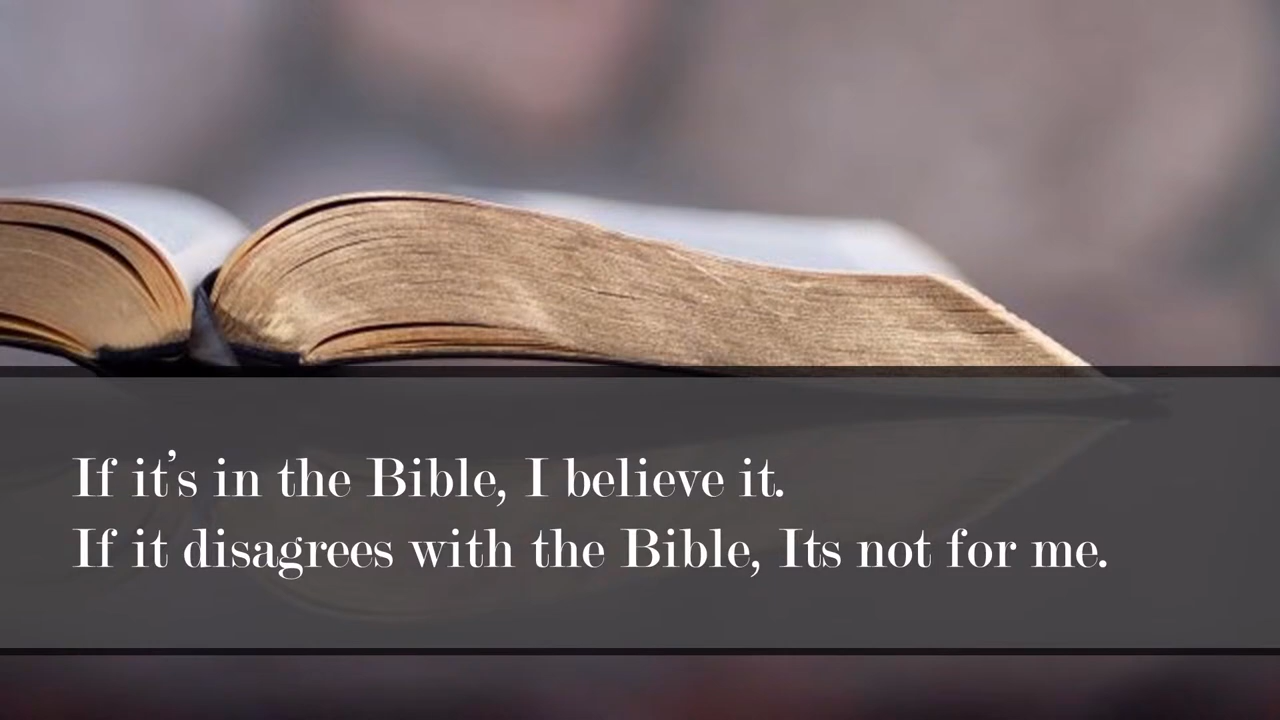 If it's in the Bible, I believe it.
If it disagrees with the Bible, Its not for me.